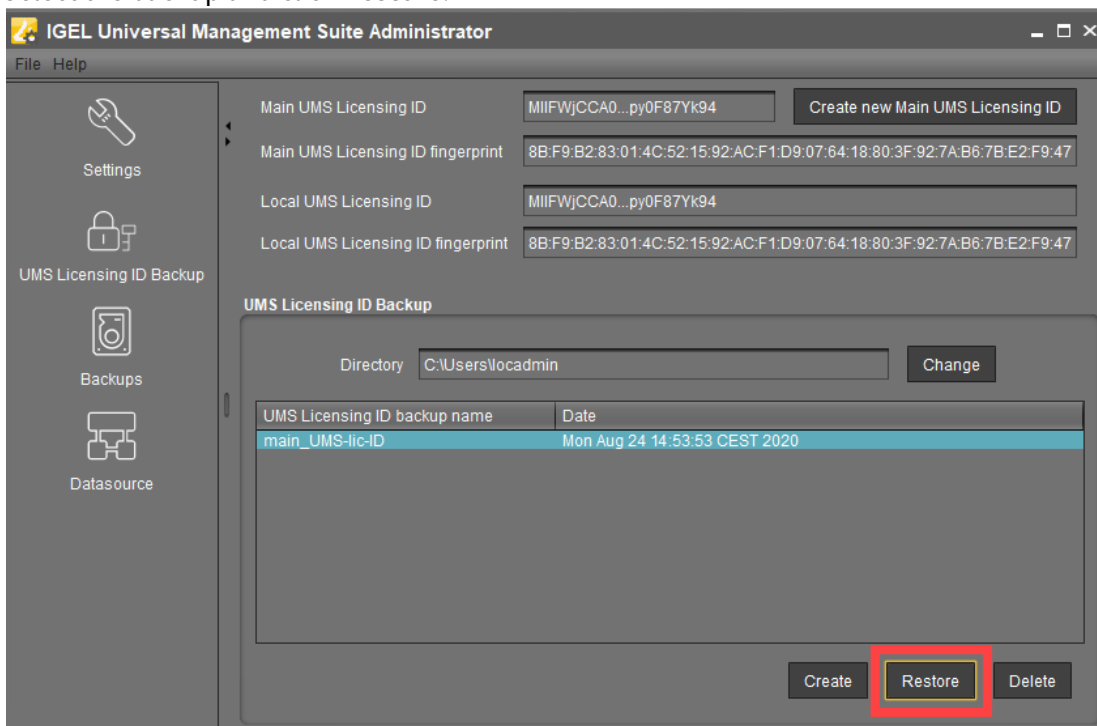 IGEL Universal Management Suite Administrator
File Help
Main UMS Licensing ID MIIFWjCCA0...py0F87Yk94 Create new Main UMS Licensing ID
Main UMS Licensing ID fingerprint 8B:F9:B2:83:01:4C:52:15:92:AC:F1:D9:07:64:18:80:3F:92:7A:B6:7B:E2:F9:47
Settings
Local UMS Licensing ID MIIFWjCCA0...py0F87Yk94
Local UMS Licensing ID fingerprint 8B:F9:B2:83:01:4C:52:15:92:AC:F1:D9:07:64:18:80:3F:92:7A:B6:7B:E2:F9:47
UMS Licensing ID Backup
UMS Licensing ID Backup
Directory C:\Users\locadmin Change
Backups
UMS Licensing ID backup name Date
main_UMS-lic-ID Mon Aug 24 14:53:53 CEST 2020
Datasource
Create Restore Delete